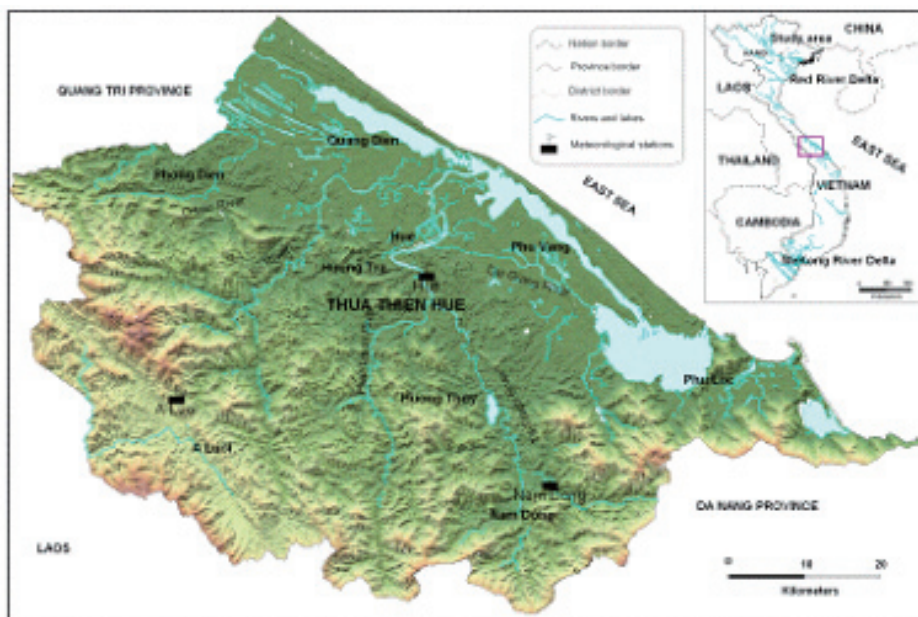 QUANG TRI PROVINCE
Quang Dien
Phong Dien
Hue
Phu Vang
Huong Tra
Hue
THUA THIEN HUE
Phu Loc
Huong Thuy
A Luoi
Nam Dong
Nam Dong
LAOS
DA NANG PROVINCE
EAST SEA
0 10 20
Kilometers
Nation border
Province border
District border
Rivers and lakes
Meteorological stations
Study area
CHINA
Red River Delta
LAOS
EAST SEA
THAILAND
VIETNAM
CAMBODIA
Mekong River Delta